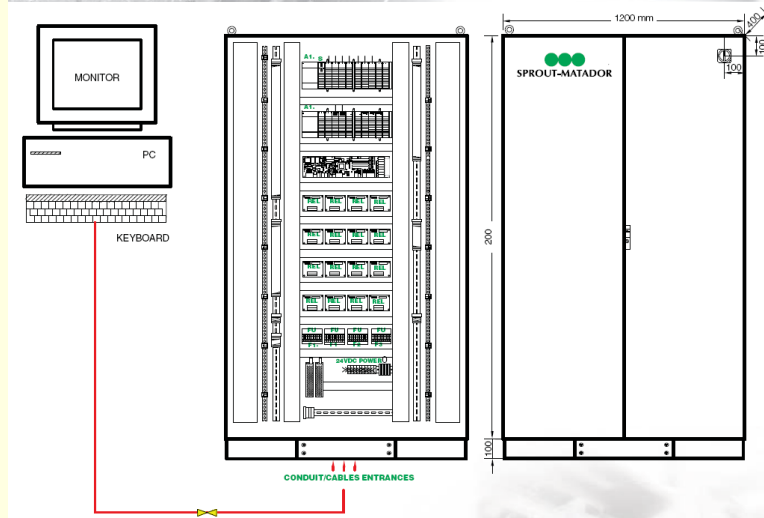 MONITOR
PC
KEYBOARD
A1.
A1.
REL REL REL REL
REL REL REL REL
REL REL REL REL
REL REL REL REL
FU FU FU FU
24VDC POWER
CONDUIT/CABLES ENTRANCES
1200 mm
400
100
100
SPROUT-MATADOR
200
100